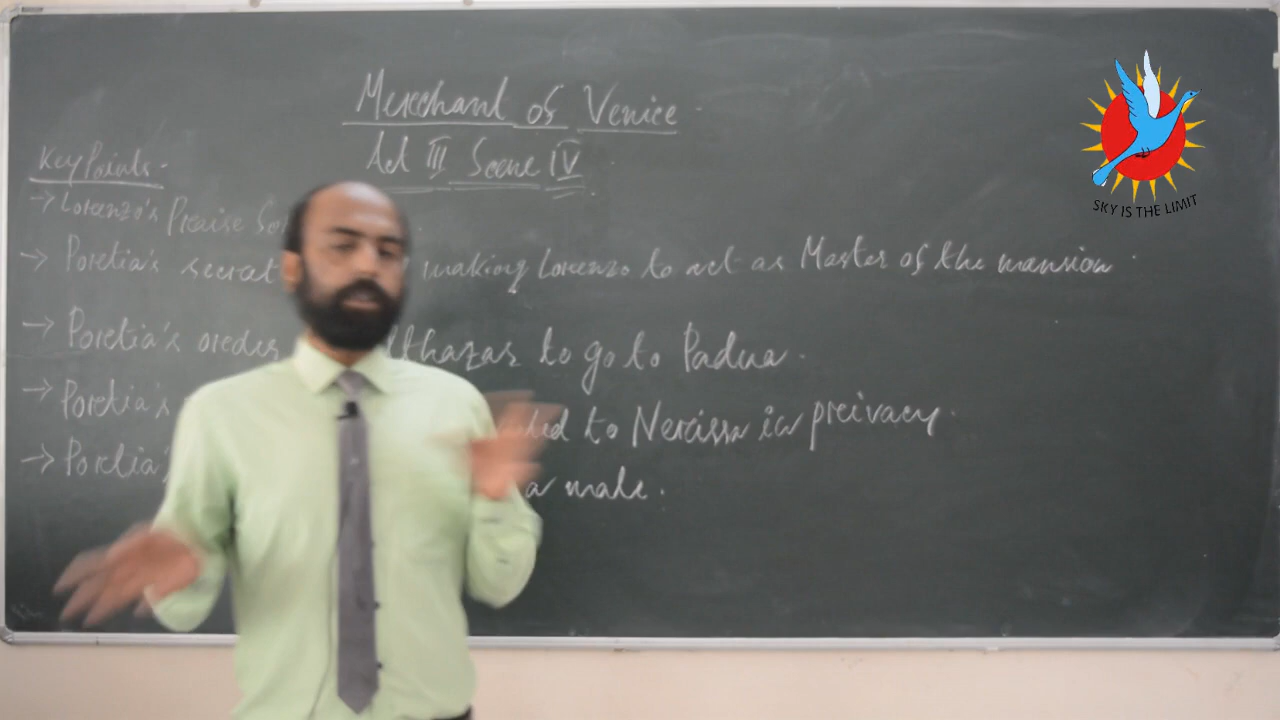 Merchant of Venice
Act III Scene IV
Key Points -
→ Lorenzo's Praise
→ Portia's secret making Lorenzo to act as Master of the mansion
→ Portia's order to go to Padua.
→ Portia's to Nerissa in privacy.
→ Portia's a male.
SKY IS THE LIMIT